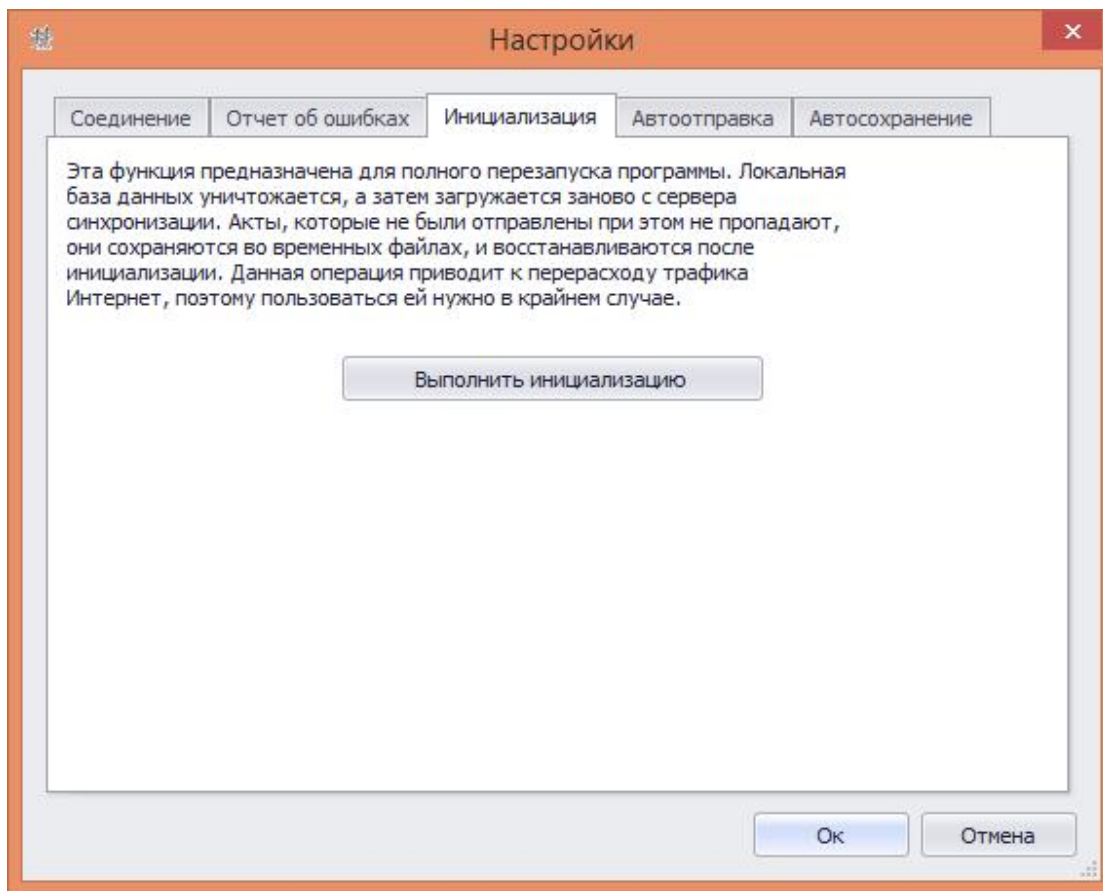 Настройки
Соединение
Отчет об ошибках
Инициализация
Автоотправка
Автосохранение
Эта функция предназначена для полного перезапуска программы. Локальная
база данных уничтожается, а затем загружается заново с сервера
синхронизации. Акты, которые не были отправлены при этом не пропадают,
они сохраняются во временных файлах, и восстанавливаются после
инициализации. Данная операция приводит к перерасходу трафика
Интернет, поэтому пользоваться ей нужно в крайнем случае.
Выполнить инициализацию
Ок
Отмена